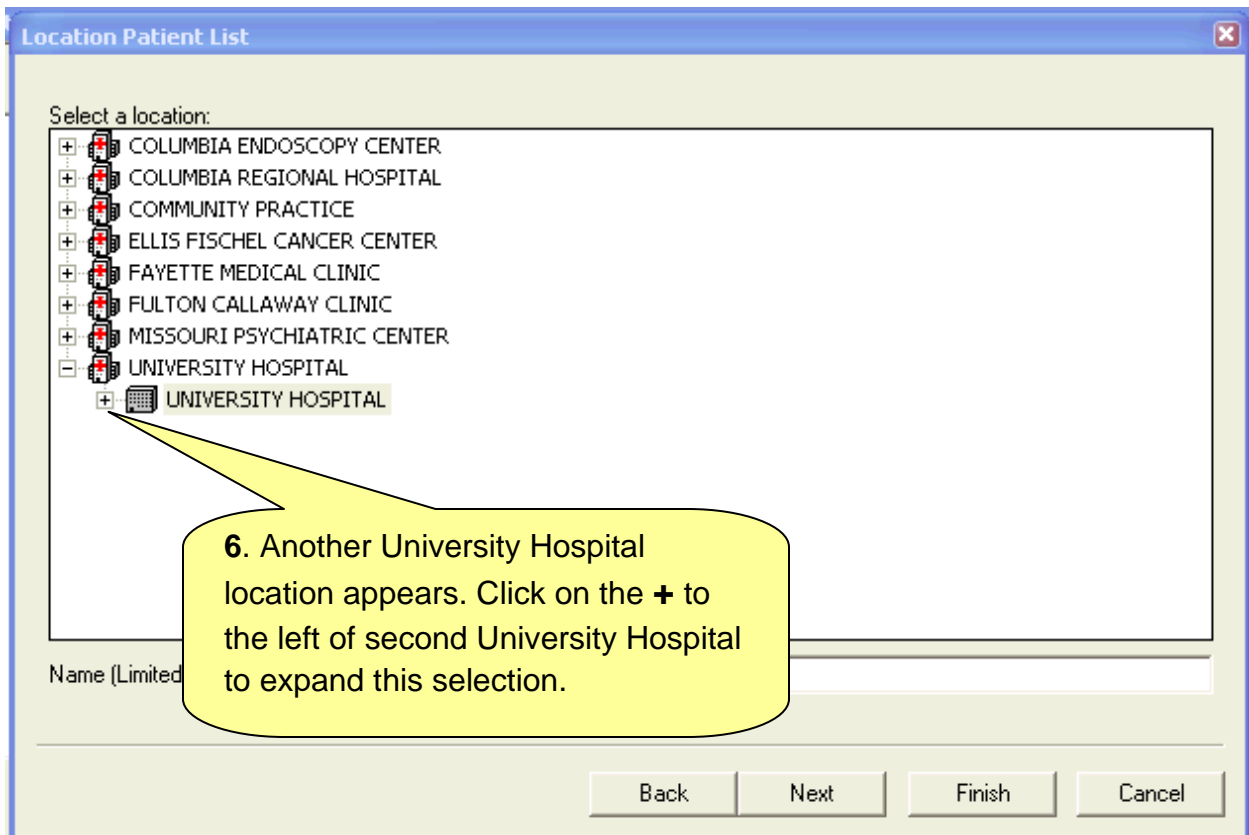 Location Patient List
Select a location:
COLUMBIA ENDOSCOPY CENTER
COLUMBIA REGIONAL HOSPITAL
COMMUNITY PRACTICE
ELLIS FISCHEL CANCER CENTER
FAYETTE MEDICAL CLINIC
FULTON CALLAWAY CLINIC
MISSOURI PSYCHIATRIC CENTER
UNIVERSITY HOSPITAL
UNIVERSITY HOSPITAL
6. Another University Hospital
location appears. Click on the + to
the left of second University Hospital
to expand this selection.
Name (Limited
Back Next Finish Cancel